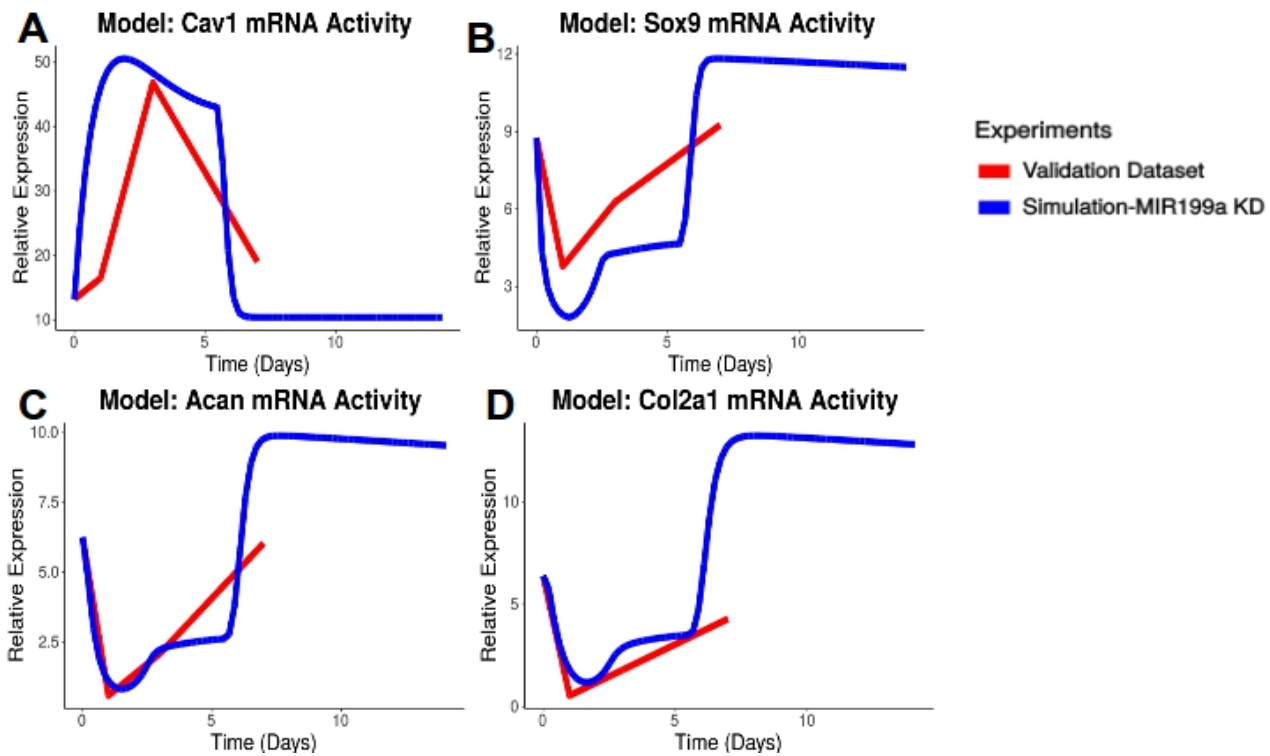 A
Model: Cav1 mRNA Activity
Relative Expression
50
40
30
20
10
0
5
10
Time (Days)
B
Model: Sox9 mRNA Activity
Relative Expression
12
9
6
3
0
5
10
Time (Days)
Experiments
Validation Dataset
Simulation-MIR199a KD
C
Model: Acan mRNA Activity
Relative Expression
10.0
7.5
5.0
2.5
0
5
10
Time (Days)
D
Model: Col2a1 mRNA Activity
Relative Expression
10
5
0
0
5
10
Time (Days)